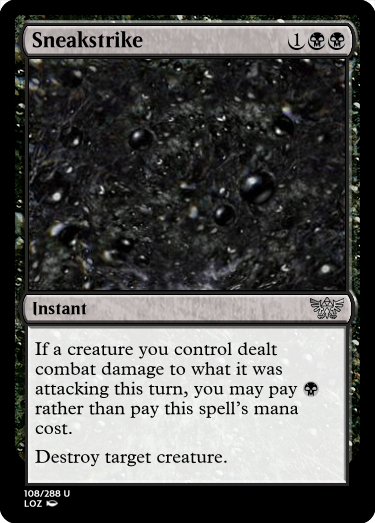 Sneakstrike 1
Instant
If a creature you control dealt
combat damage to what it was
attacking this turn, you may pay
rather than pay this spell's mana
cost.
Destroy target creature.
108/288 U
LOZ